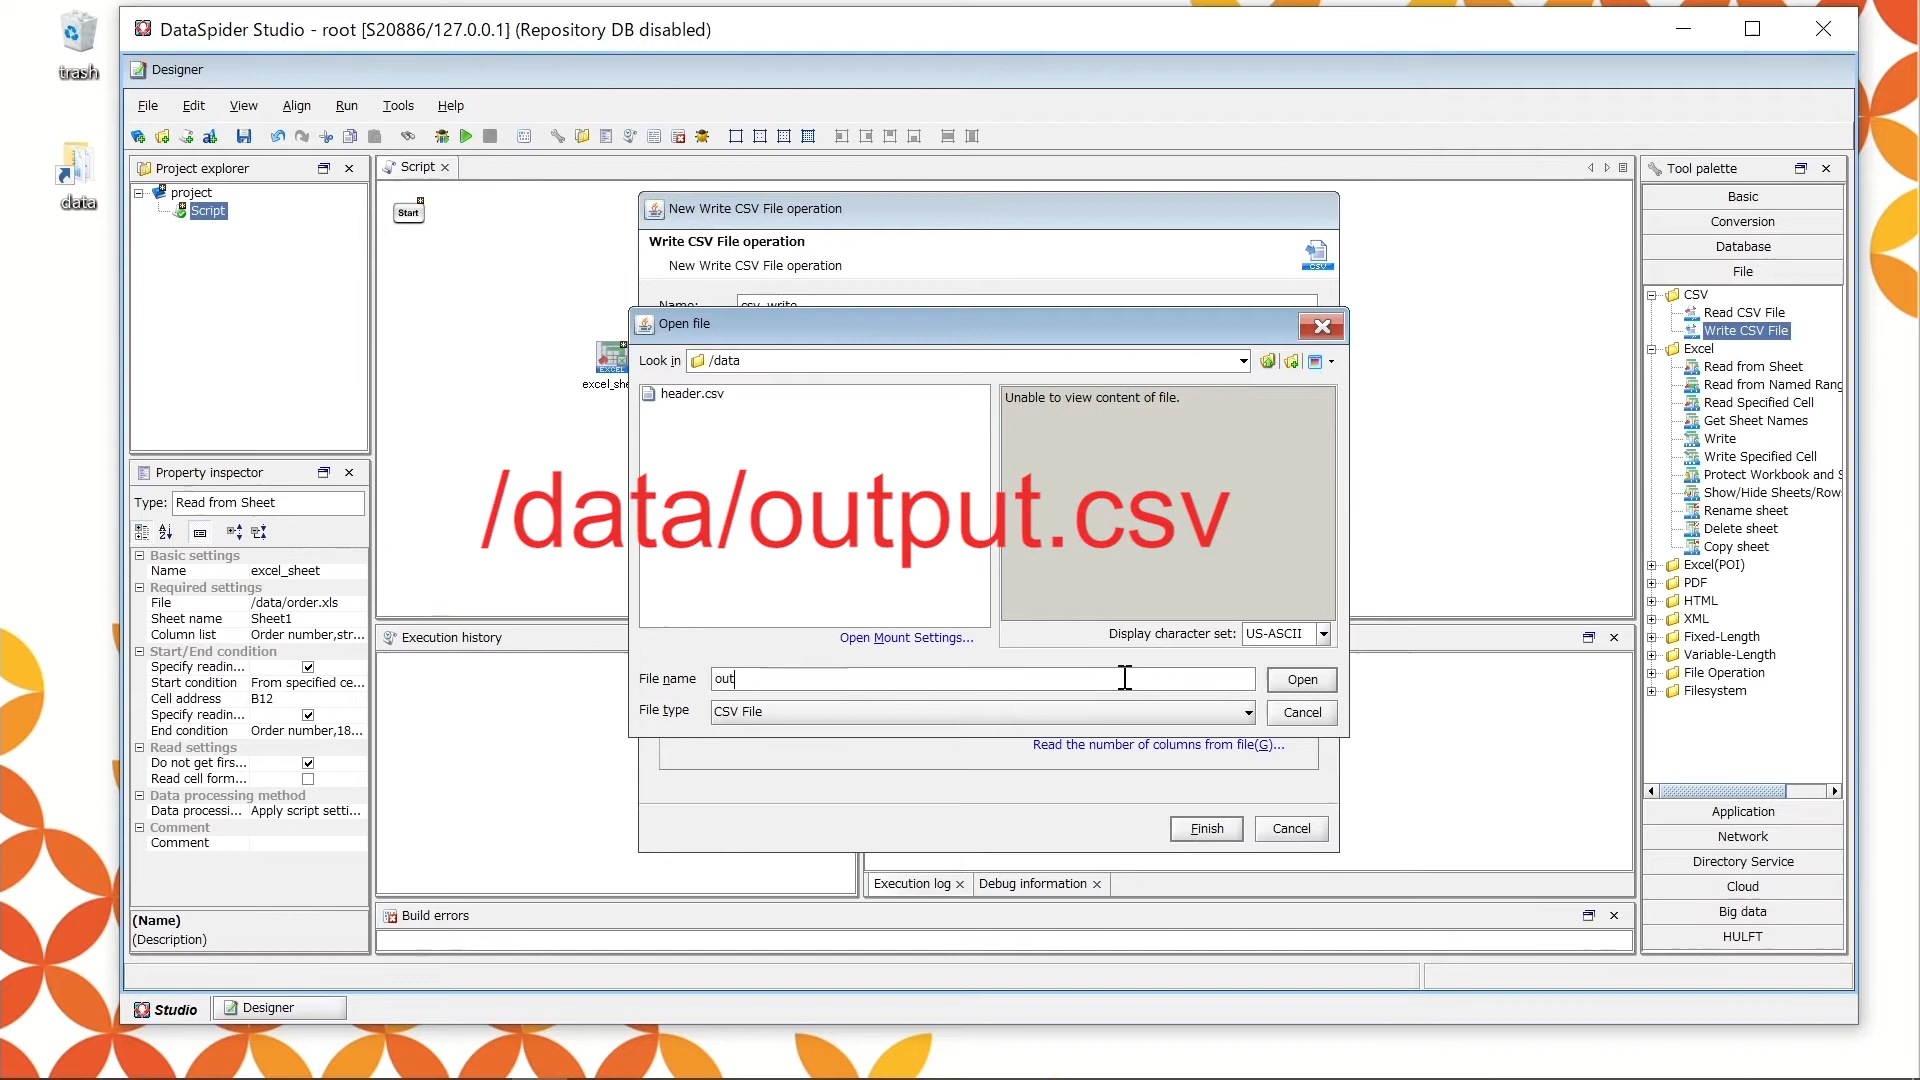 trash
data
DataSpider Studio - root [S20886/127.0.0.1] (Repository DB disabled)
Designer
File Edit View Align Run Tools Help
Project explorer
project
Script
Script
Start
EXCEL
excel_she
New Write CSV File operation
Write CSV File operation
New Write CSV File operation
CSV
Name: csv_write
Open file
Look in /data
header.csv
Unable to view content of file.
/data/output.csv
Open Mount Settings...
Display character set: US-ASCII
File name out
Open
File type CSV File
Cancel
Read the number of columns from file(G)...
Finish Cancel
Property inspector
Type: Read from Sheet
Basic settings
Name excel_sheet
Required settings
File /data/order.xls
Sheet name Sheet1
Column list Order number,str...
Start/End condition
Specify readin...
Start condition From specified ce...
Cell address B12
Specify readin...
End condition Order number,18...
Read settings
Do not get firs...
Read cell form...
Data processing method
Data processi... Apply script setti...
Comment
Comment
(Name)
(Description)
Execution history
Execution log Debug information
Build errors
Tool palette
Basic
Conversion
Database
File
CSV
Read CSV File
Write CSV File
Excel
Read from Sheet
Read from Named Rang
Read Specified Cell
Get Sheet Names
Write
Write Specified Cell
Protect Workbook and S
Show/Hide Sheets/Row
Rename sheet
Delete sheet
Copy sheet
Excel(POI)
PDF
HTML
XML
Fixed-Length
Variable-Length
File Operation
Filesystem
Application
Network
Directory Service
Cloud
Big data
HULFT
Studio
Designer